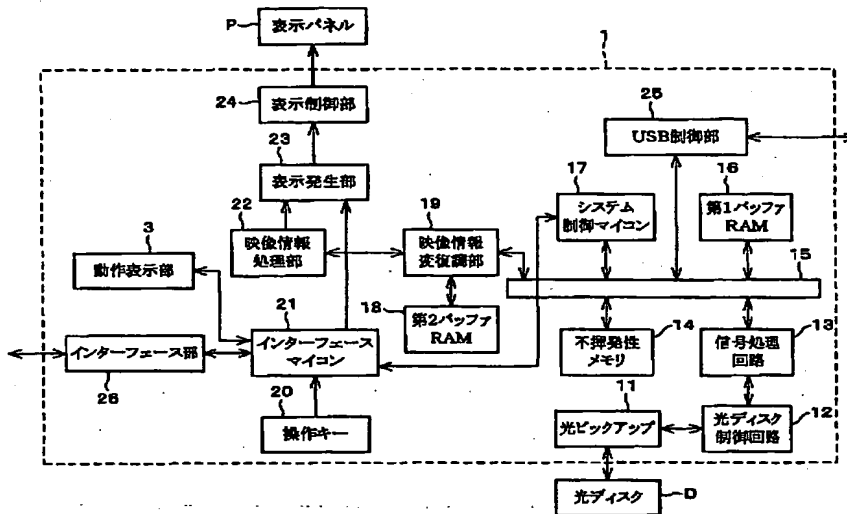 P
表示パネル
1
24
表示制御部
25
USB制御部
23
表示発生部
17
システム
制御マイコン
16
第1バッファ
RAM
22
映像情報
処理部
19
映像情報
変復調部
3
動作表示部
15
18
第2バッファ
RAM
21
インターフェース
マイコン
14
不揮発性
メモリ
13
信号処理
回路
インターフェース部
26
20
操作キー
11
光ピックアップ
12
光ディスク
制御回路
光ディスク
D